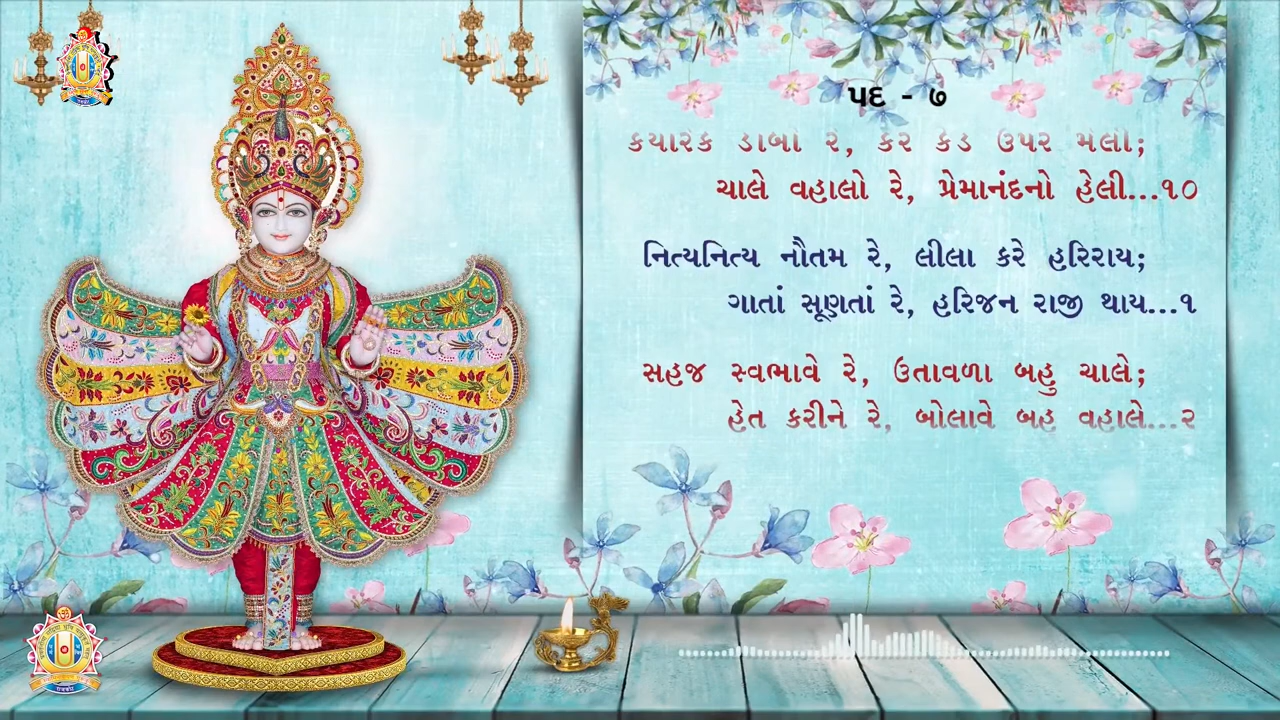 પદ - ૭
કયારેક ડાબો રે, કર કેડ ઉપર મેલી;
ચાલે વહાલો રે, પ્રેમાનંદનો હેલી...૧૦
નિત્યનિત્ય નૌતમ રે, લીલા કરે હરિરાય;
ગાતાં સૂણતાં રે, હરિજન રાજી થાય...૧
સહજ સ્વભાવે રે, ઉતાવળા બહુ ચાલે;
હેત કરીને રે, બોલાવે બહુ વહાલે...૨